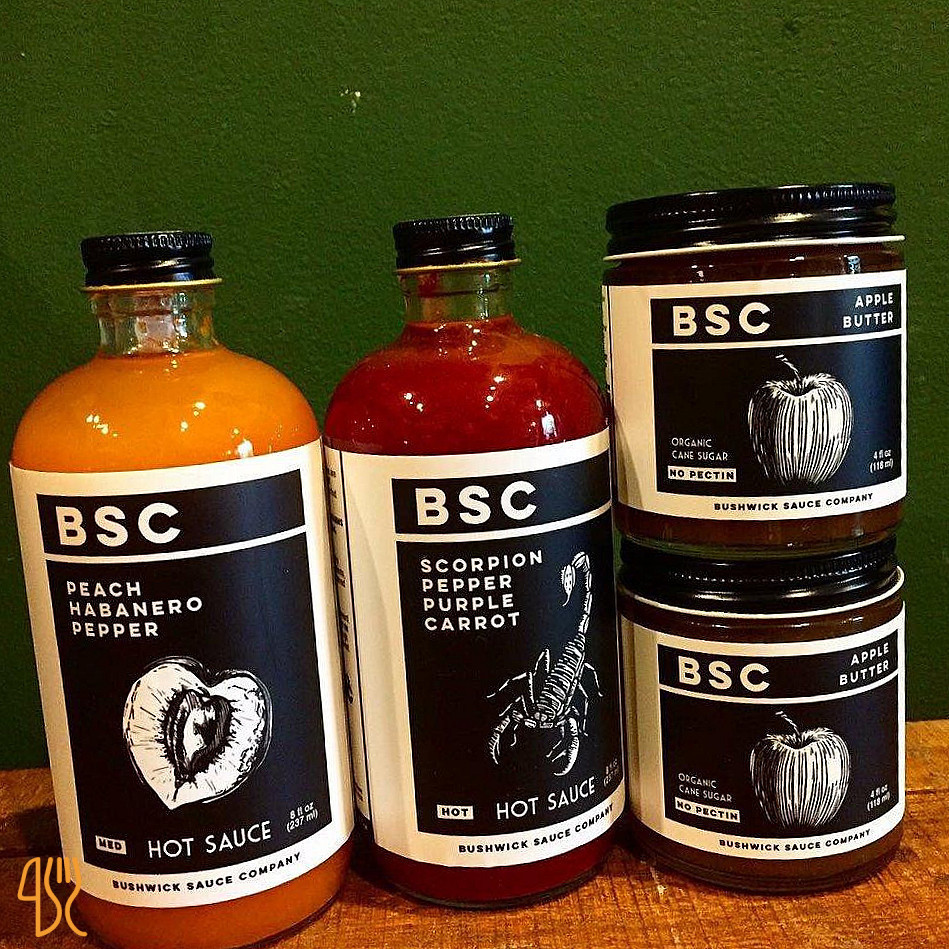 BSC
PEACH
HABANERO
PEPPER
8 fl oz
(237 ml)
MED
HOT SAUCE
BUSHWICK SAUCE COMPANY
BSC
SCORPION
PEPPER
PURPLE
CARROT
HOT
HOT SAUCE
BUSHWICK SAUCE COMPANY
BSC
APPLE
BUTTER
ORGANIC
CANE SUGAR
NO PECTIN
4 fl oz
(118 ml)
BUSHWICK SAUCE COMPANY
BSC
APPLE
BUTTER
ORGANIC
CANE SUGAR
NO PECTIN
4 fl oz
(118 ml)
BUSHWICK SAUCE COMPANY